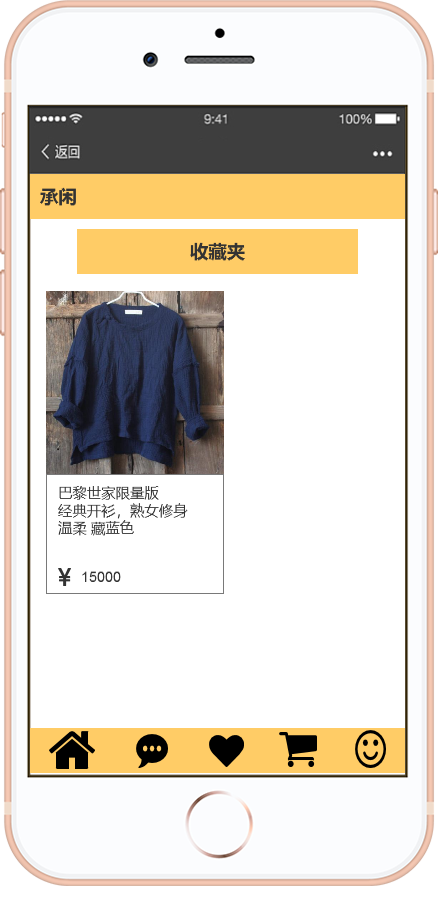 9:41
100%
返回
承闲
收藏夹
巴黎世家限量版
经典开衫，熟女修身
温柔 藏蓝色
¥ 15000